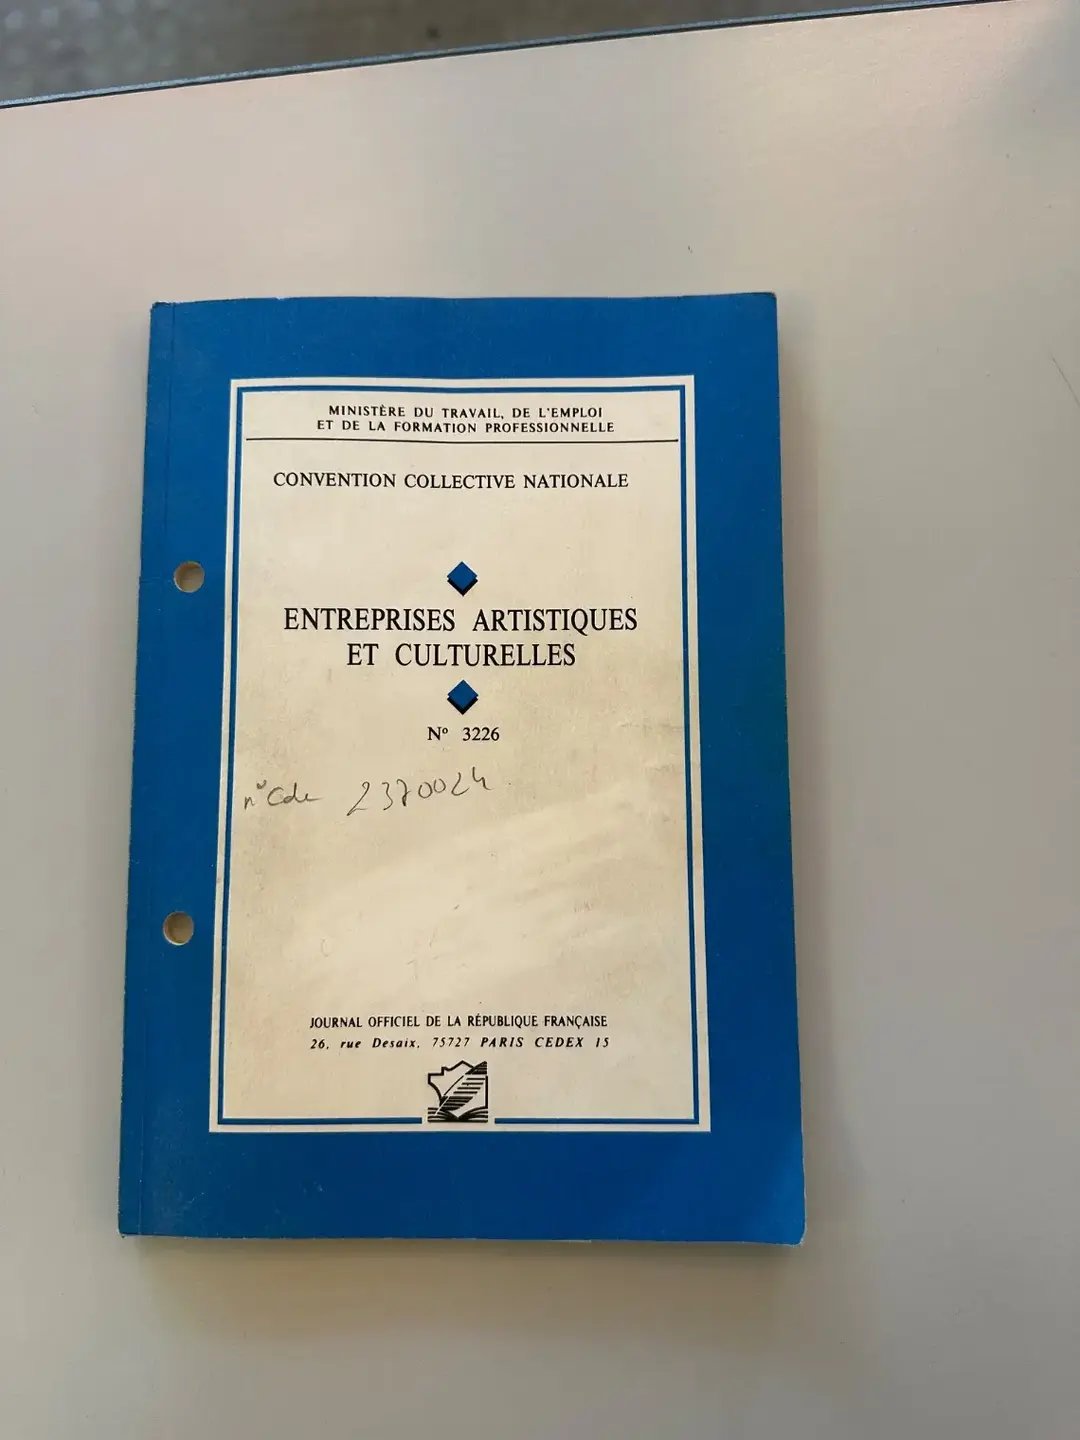 MINISTÈRE DU TRAVAIL, DE L'EMPLOI
ET DE LA FORMATION PROFESSIONNELLE
CONVENTION COLLECTIVE NATIONALE
ENTREPRISES ARTISTIQUES
ET CULTURELLES
Nº 3226
n° Cde 2370024
JOURNAL OFFICIEL DE LA RÉPUBLIQUE FRANÇAISE
26, rue Desaix, 75727 PARIS CEDEX 15